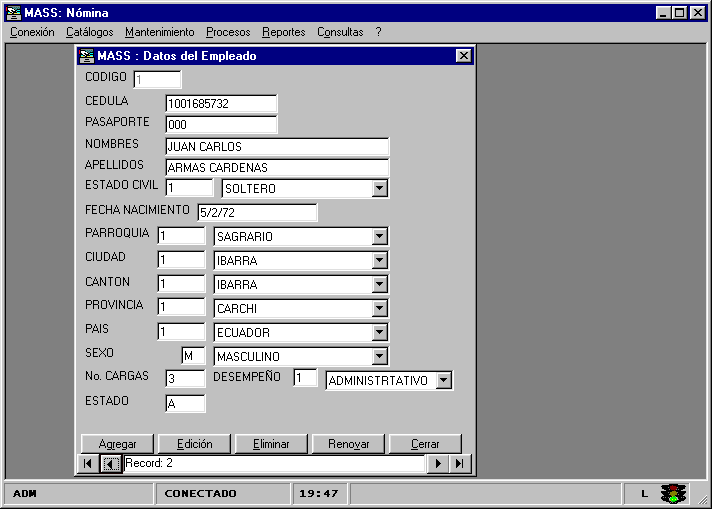 MASS: Nómina
Conexión Catálogos Mantenimiento Procesos Reportes Consultas ?
MASS : Datos del Empleado
CODIGO 1
CEDULA 1001685732
PASAPORTE 000
NOMBRES JUAN CARLOS
APELLIDOS ARMAS CARDENAS
ESTADO CIVIL 1 SOLTERO
FECHA NACIMIENTO 5/2/72
PARROQUIA 1 SAGRARIO
CIUDAD 1 IBARRA
CANTON 1 IBARRA
PROVINCIA 1 CARCHI
PAIS 1 ECUADOR
SEXO M MASCULINO
No. CARGAS 3 DESEMPEÑO 1 ADMINISTRTATIVO
ESTADO A
Agregar Edición Eliminar Renovar Cerrar
Record: 2
ADM CONECTADO 19:47 L